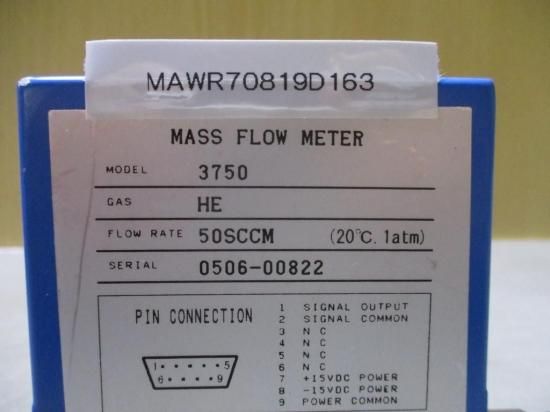 MAWR70819D163
MASS FLOW METER
MODEL 3750
GAS HE
FLOW RATE 50SCCM (20℃. 1atm)
SERIAL 0506-00822
PIN CONNECTION
1 5
6 9
1 SIGNAL OUTPUT
2 SIGNAL COMMON
3 N C
4 N C
5 N C
6 N C
7 +15VDC POWER
8 -15VDC POWER
9 POWER COMMON